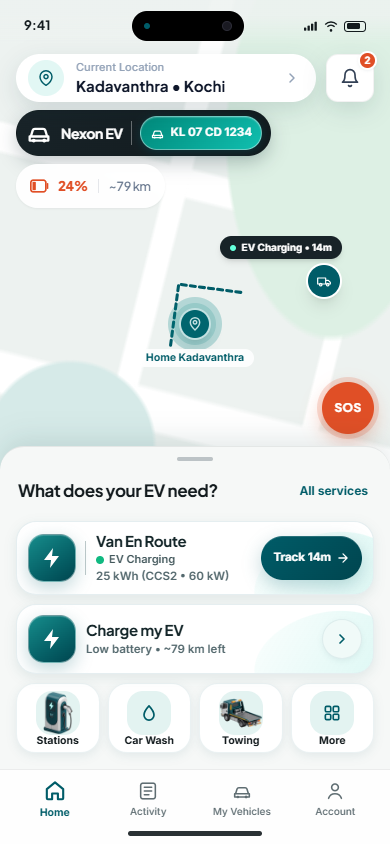 9:41
Current Location
Kadavanthra • Kochi
2
Nexon EV
KL 07 CD 1234
24%
~79 km
EV Charging • 14m
Home Kadavanthra
SOS
What does your EV need?
All services
Van En Route
EV Charging
25 kWh (CCS2 • 60 kW)
Track 14m →
Charge my EV
Low battery • ~79 km left
Stations
Car Wash
Towing
More
Home
Activity
My Vehicles
Account